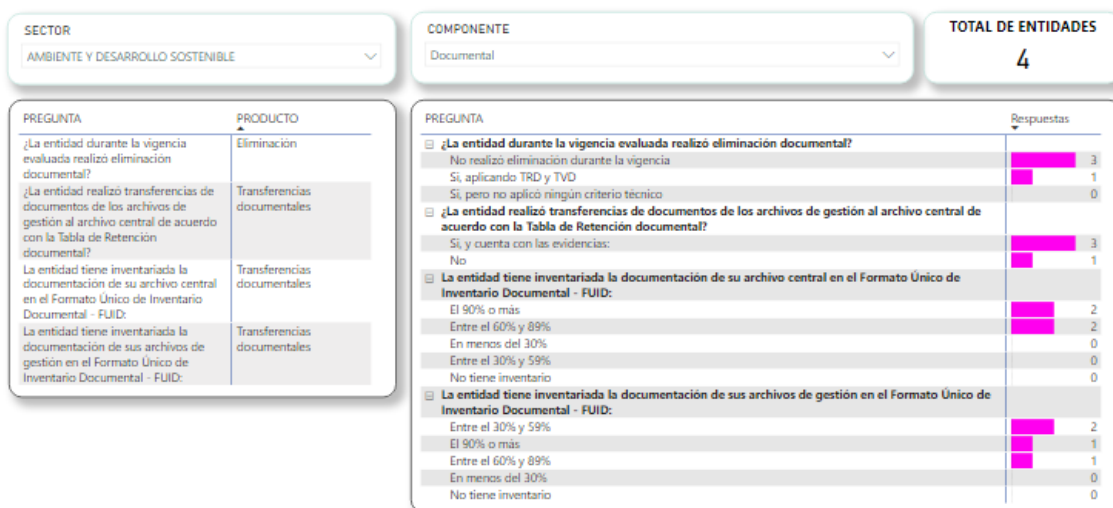 SECTOR
AMBIENTE Y DESARROLLO SOSTENIBLE
COMPONENTE
Documental
TOTAL DE ENTIDADES
4
PREGUNTA PRODUCTO
¿La entidad durante la vigencia Eliminación
evaluada realizó eliminación
documental?
¿La entidad realizó transferencias de Transferencias
documentos de los archivos de documentales
gestión al archivo central de acuerdo
con la Tabla de Retención
documental?
La entidad tiene inventariada la Transferencias
documentación de su archivo central documentales
en el Formato Único de Inventario
Documental - FUID:
La entidad tiene inventariada la Transferencias
documentación de sus archivos de documentales
gestión en el Formato Único de
Inventario Documental - FUID:
PREGUNTA Respuestas
¿La entidad durante la vigencia evaluada realizó eliminación documental?
No realizó eliminación durante la vigencia 3
Si, aplicando TRD y TVD 1
Si, pero no aplicó ningún criterio técnico 0
¿La entidad realizó transferencias de documentos de los archivos de gestión al archivo central de
acuerdo con la Tabla de Retención documental?
Si, y cuenta con las evidencias: 3
No 1
La entidad tiene inventariada la documentación de su archivo central en el Formato Único de
Inventario Documental - FUID:
El 90% o más 2
Entre el 60% y 89% 2
En menos del 30% 0
Entre el 30% y 59% 0
No tiene inventario 0
La entidad tiene inventariada la documentación de sus archivos de gestión en el Formato Único de
Inventario Documental - FUID:
Entre el 30% y 59% 2
El 90% o más 1
Entre el 60% y 89% 1
En menos del 30% 0
No tiene inventario 0